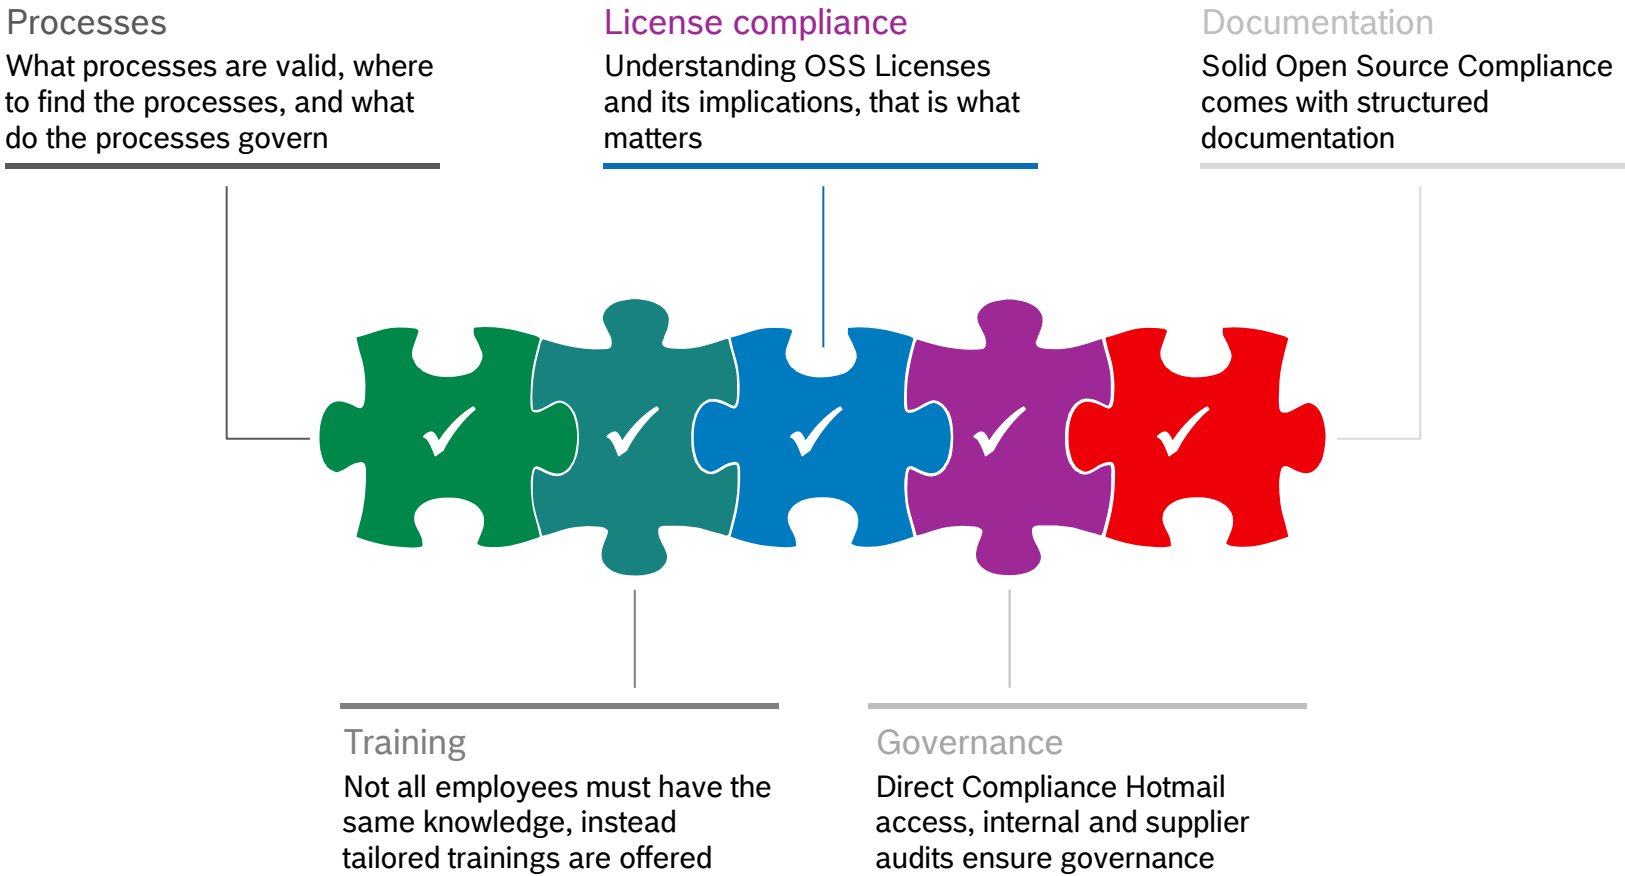 Processes
What processes are valid, where
to find the processes, and what
do the processes govern
License compliance
Understanding OSS Licenses
and its implications, that is what
matters
Documentation
Solid Open Source Compliance
comes with structured
documentation
Training
Not all employees must have the
same knowledge, instead
tailored trainings are offered
Governance
Direct Compliance Hotmail
access, internal and supplier
audits ensure governance